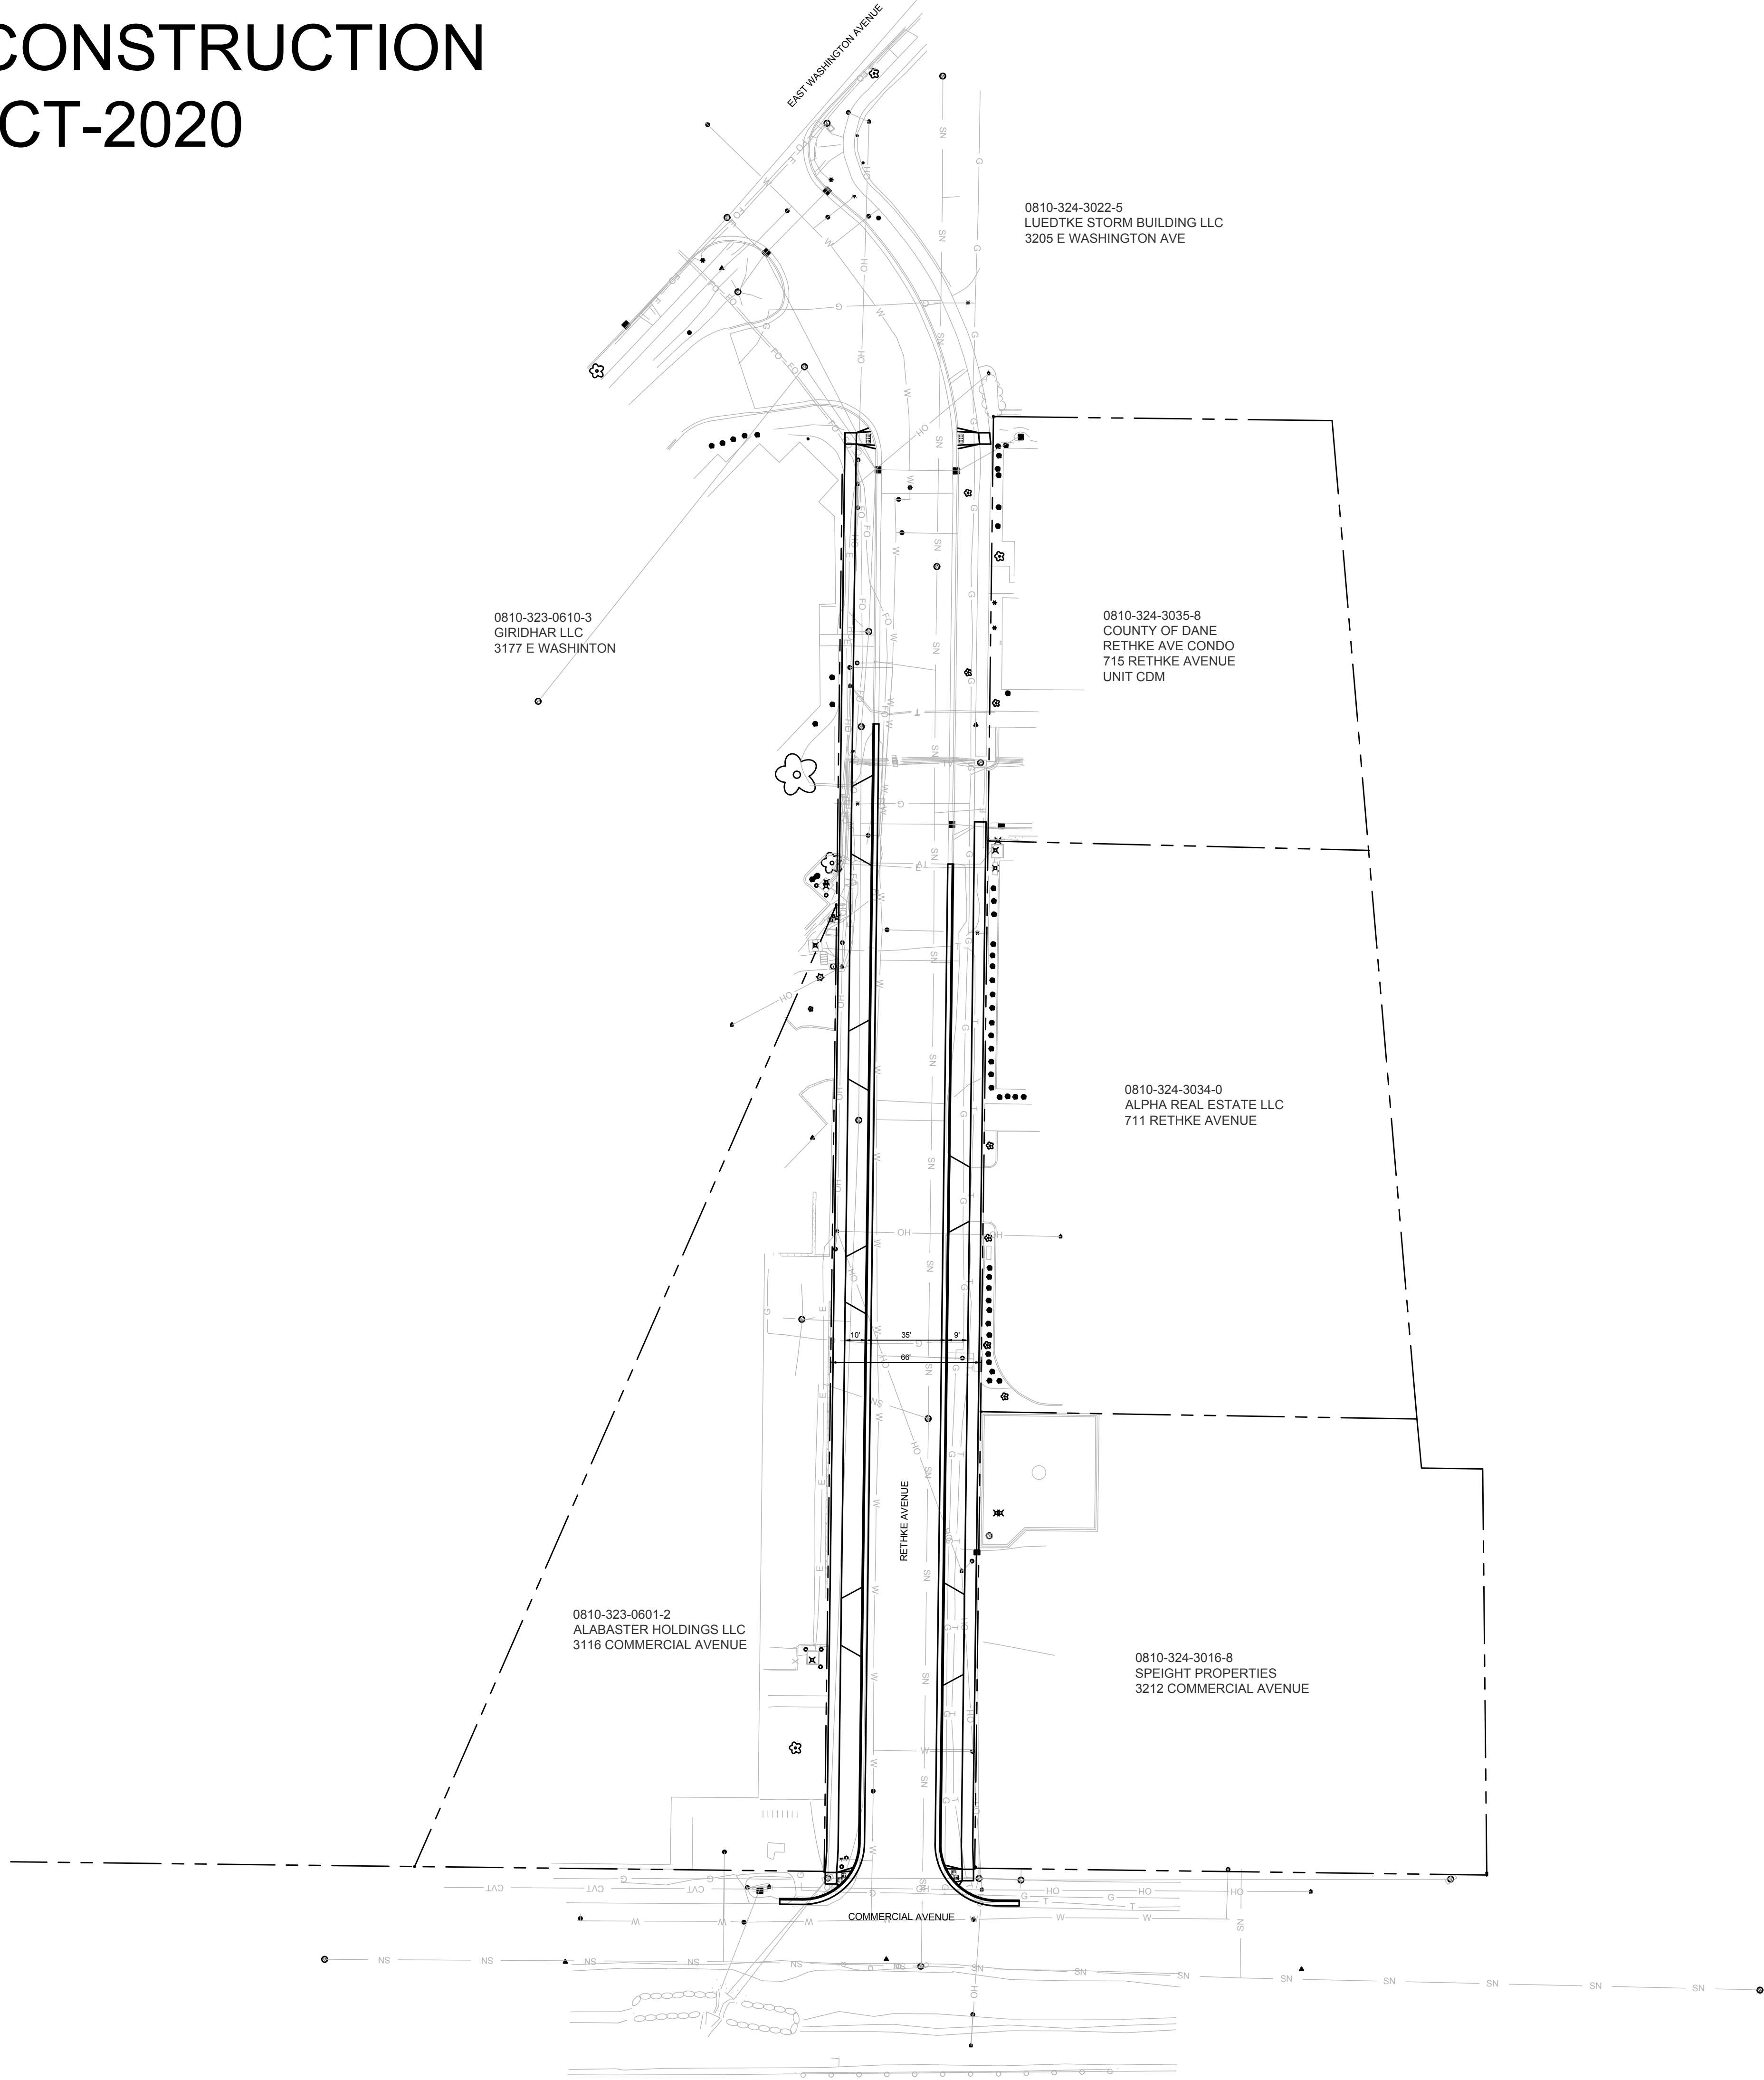 CONSTRUCTION
CT-2020
EAST WASHINGTON AVENUE
0810-324-3022-5
LUEDTKE STORM BUILDING LLC
3205 E WASHINGTON AVE
0810-323-0610-3
GIRIDHAR LLC
3177 E WASHINTON
0810-324-3035-8
COUNTY OF DANE
RETHKE AVE CONDO
715 RETHKE AVENUE
UNIT CDM
0810-324-3034-0
ALPHA REAL ESTATE LLC
711 RETHKE AVENUE
10' 35' 9'
66'
RETHKE AVENUE
0810-323-0601-2
ALABASTER HOLDINGS LLC
3116 COMMERCIAL AVENUE
0810-324-3016-8
SPEIGHT PROPERTIES
3212 COMMERCIAL AVENUE
COMMERCIAL AVENUE